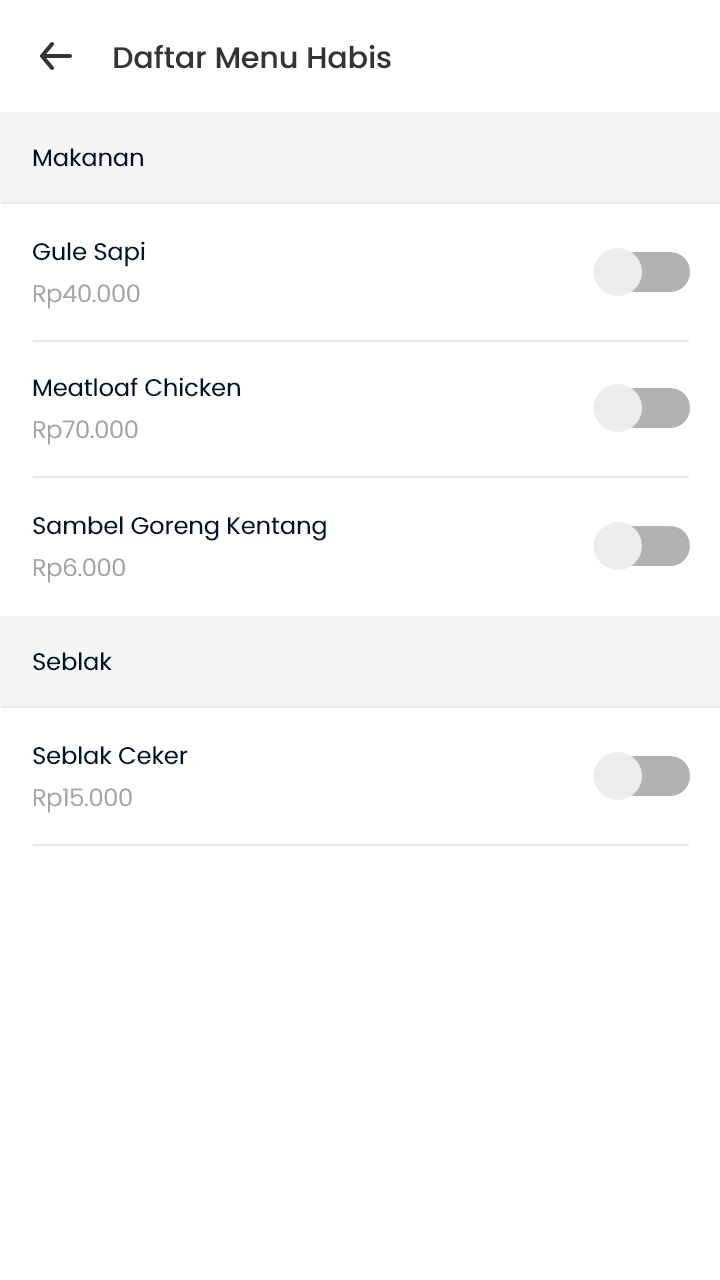 Daftar Menu Habis
Makanan
Gule Sapi
Rp40.000
Meatloaf Chicken
Rp70.000
Sambel Goreng Kentang
Rp6.000
Seblak
Seblak Ceker
Rp15.000